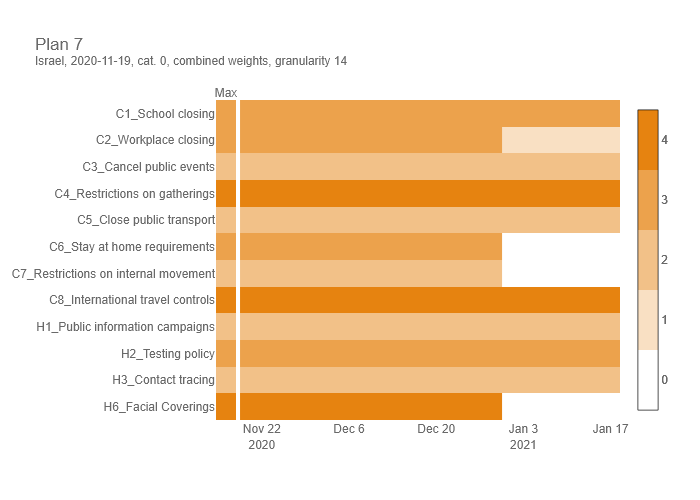 Plan 7
Israel, 2020-11-19, cat. 0, combined weights, granularity 14
Max
C1_School closing
C2_Workplace closing
C3_Cancel public events
C4_Restrictions on gatherings
C5_Close public transport
C6_Stay at home requirements
C7_Restrictions on internal movement
C8_International travel controls
H1_Public information campaigns
H2_Testing policy
H3_Contact tracing
H6_Facial Coverings
Nov 22 Dec 6 Dec 20 Jan 3 Jan 17
2020 2021
4
3
2
1
0